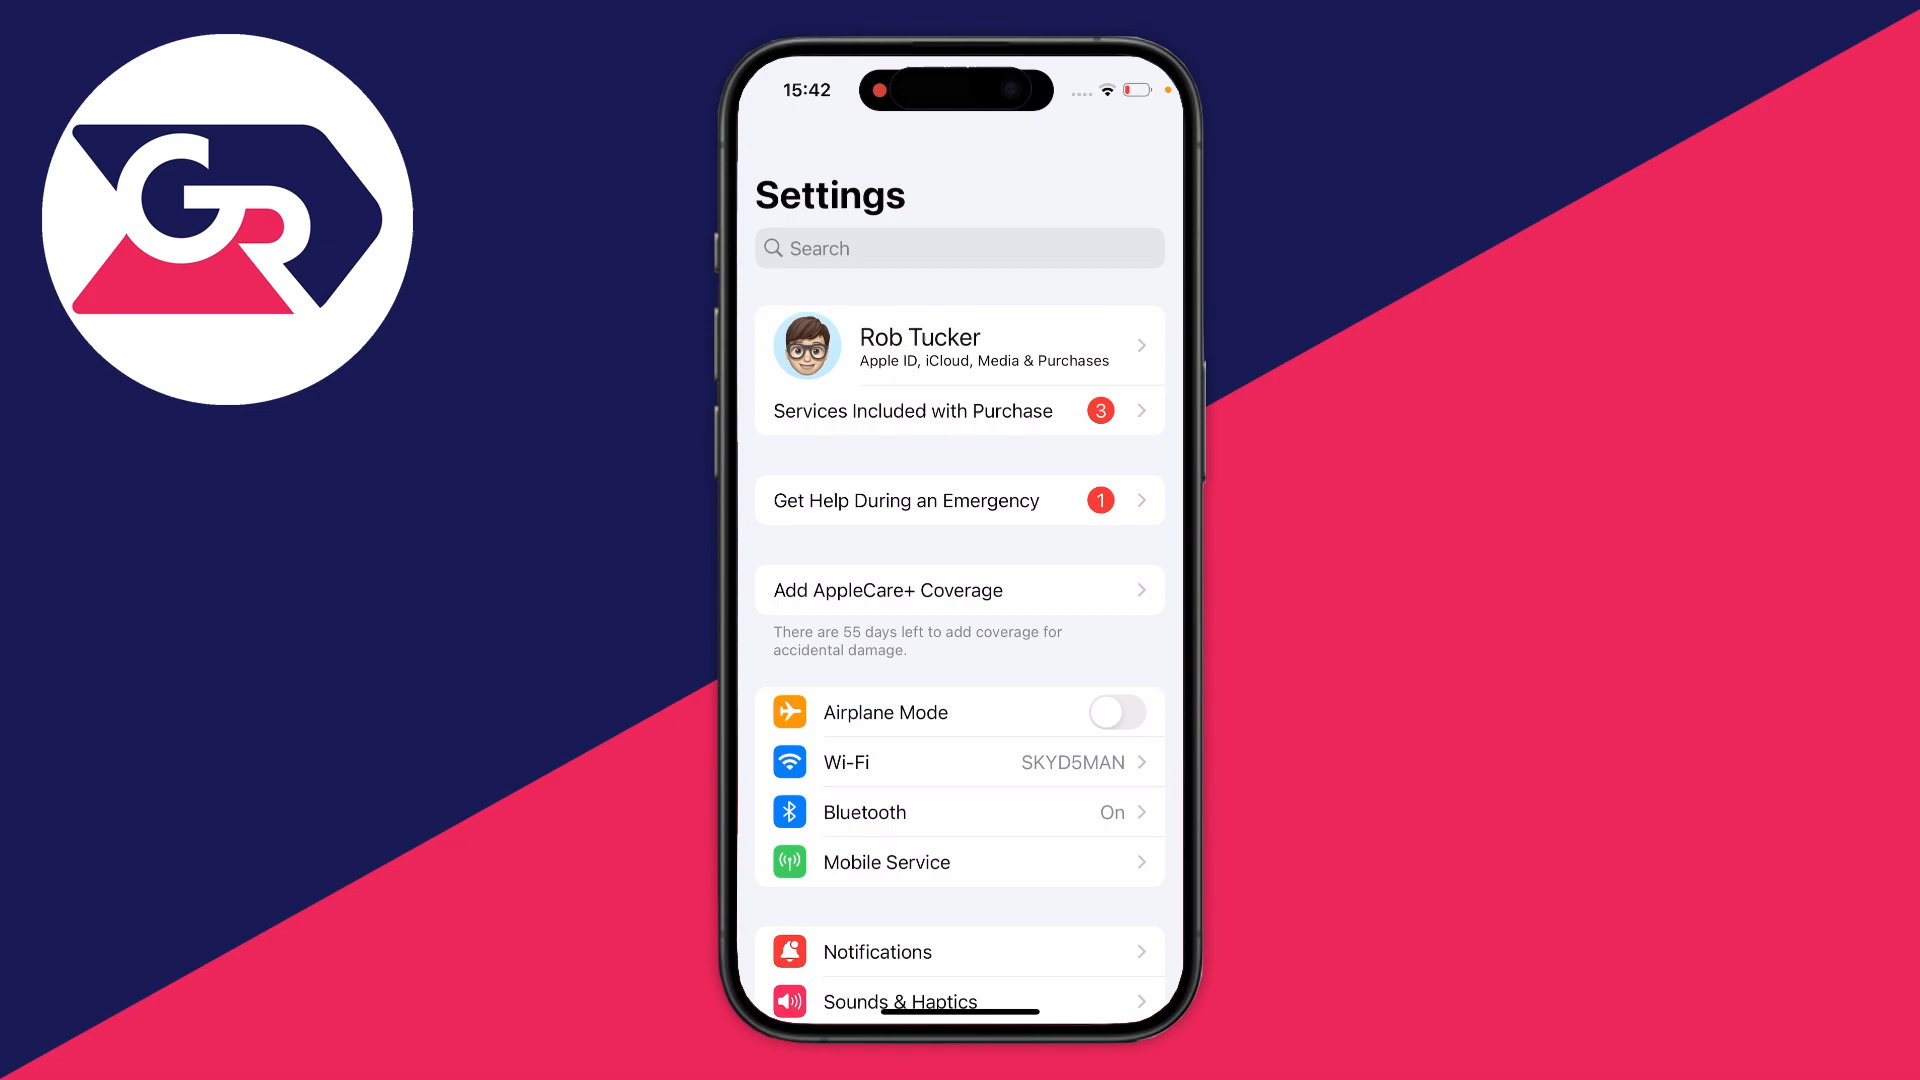 GR
15:42
Settings
Search
Rob Tucker
Apple ID, iCloud, Media & Purchases
Services Included with Purchase 3
Get Help During an Emergency 1
Add AppleCare+ Coverage
There are 55 days left to add coverage for
accidental damage.
Airplane Mode
Wi-Fi SKYD5MAN
Bluetooth On
Mobile Service
Notifications
Sounds & Haptics